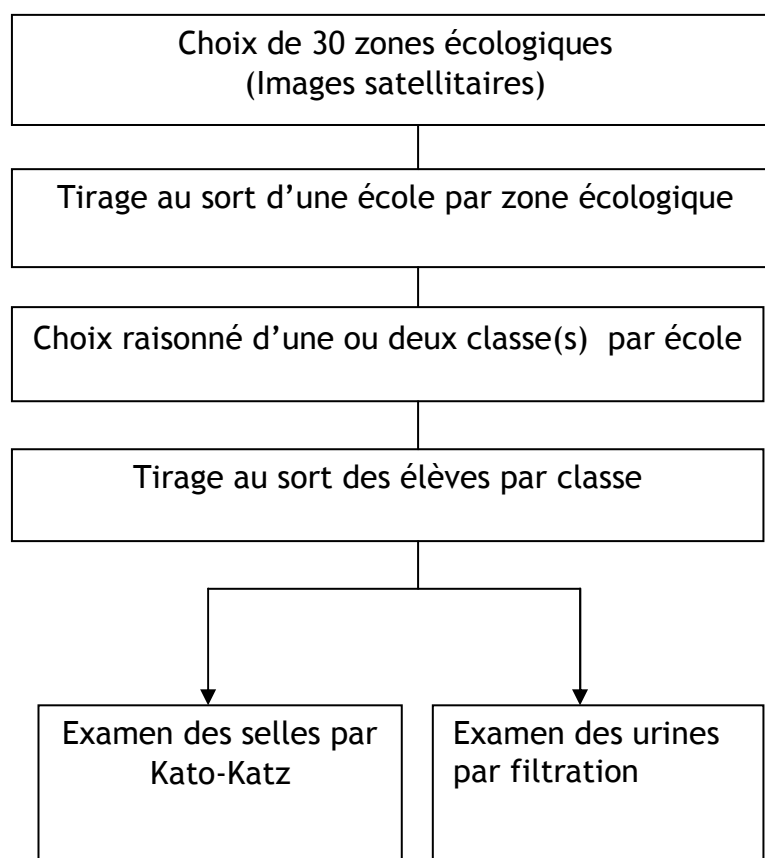 Choix de 30 zones écologiques
(Images satellitaires)
Tirage au sort d’une école par zone écologique
Choix raisonné d’une ou deux classe(s) par école
Tirage au sort des élèves par classe
Examen des selles par
Kato-Katz
Examen des urines
par filtration